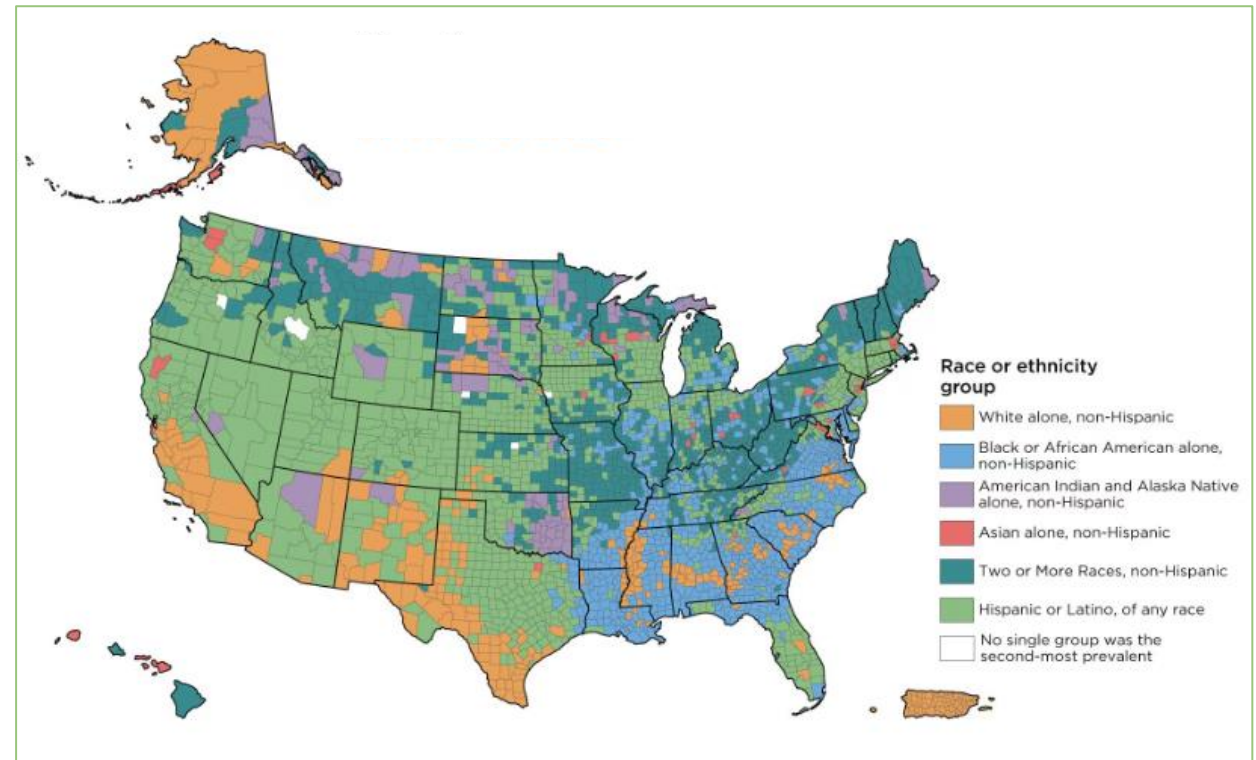 Race or ethnicity
group
White alone, non-Hispanic
Black or African American alone,
non-Hispanic
American Indian and Alaska Native
alone, non-Hispanic
Asian alone, non-Hispanic
Two or More Races, non-Hispanic
Hispanic or Latino, of any race
No single group was the
second-most prevalent